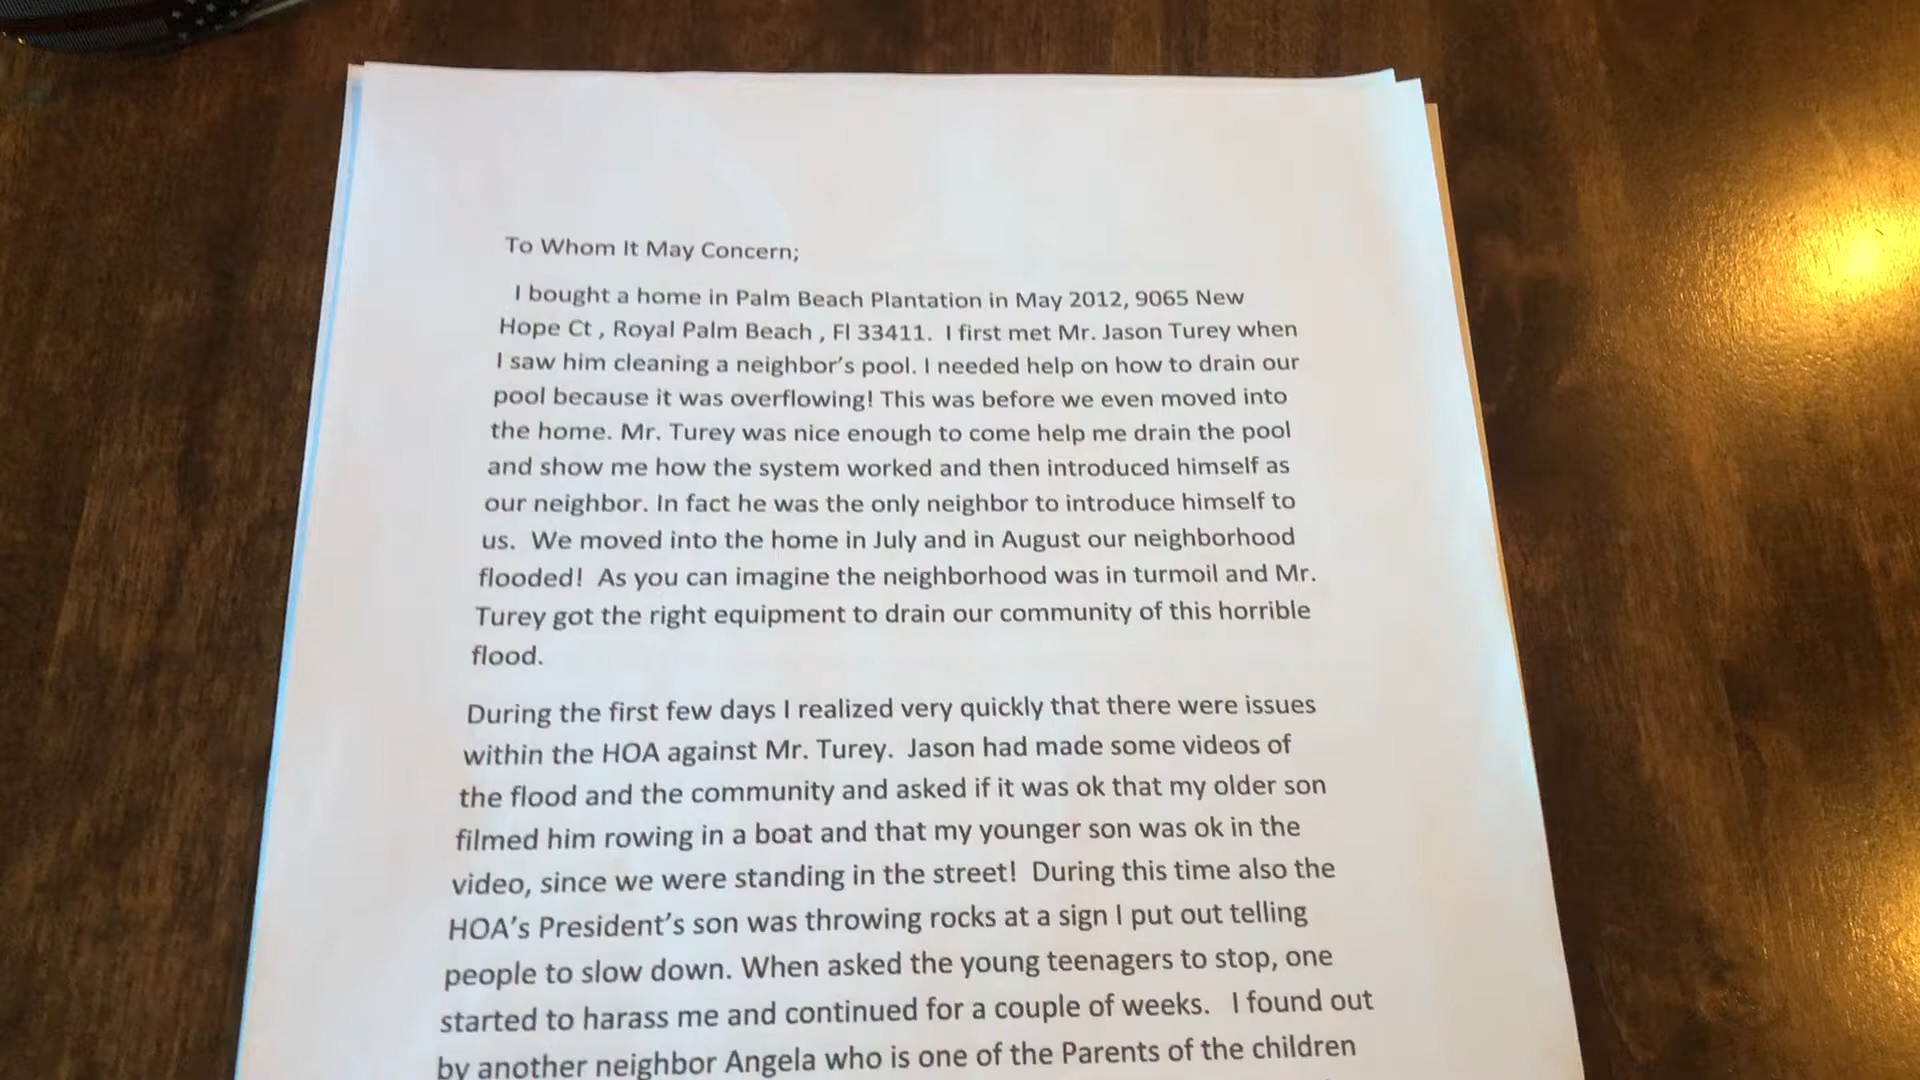 To Whom It May Concern;
I bought a home in Palm Beach Plantation in May 2012, 9065 New
Hope Ct , Royal Palm Beach , Fl 33411.  I first met Mr. Jason Turey when
I saw him cleaning a neighbor’s pool. I needed help on how to drain our
pool because it was overflowing! This was before we even moved into
the home. Mr. Turey was nice enough to come help me drain the pool
and show me how the system worked and then introduced himself as
our neighbor. In fact he was the only neighbor to introduce himself to
us.  We moved into the home in July and in August our neighborhood
flooded!  As you can imagine the neighborhood was in turmoil and Mr.
Turey got the right equipment to drain our community of this horrible
flood.
During the first few days I realized very quickly that there were issues
within the HOA against Mr. Turey.  Jason had made some videos of
the flood and the community and asked if it was ok that my older son
filmed him rowing in a boat and that my younger son was ok in the
video, since we were standing in the street!  During this time also the
HOA’s President’s son was throwing rocks at a sign I put out telling
people to slow down. When asked the young teenagers to stop, one
started to harass me and continued for a couple of weeks.   I found out
by another neighbor Angela who is one of the Parents of the children